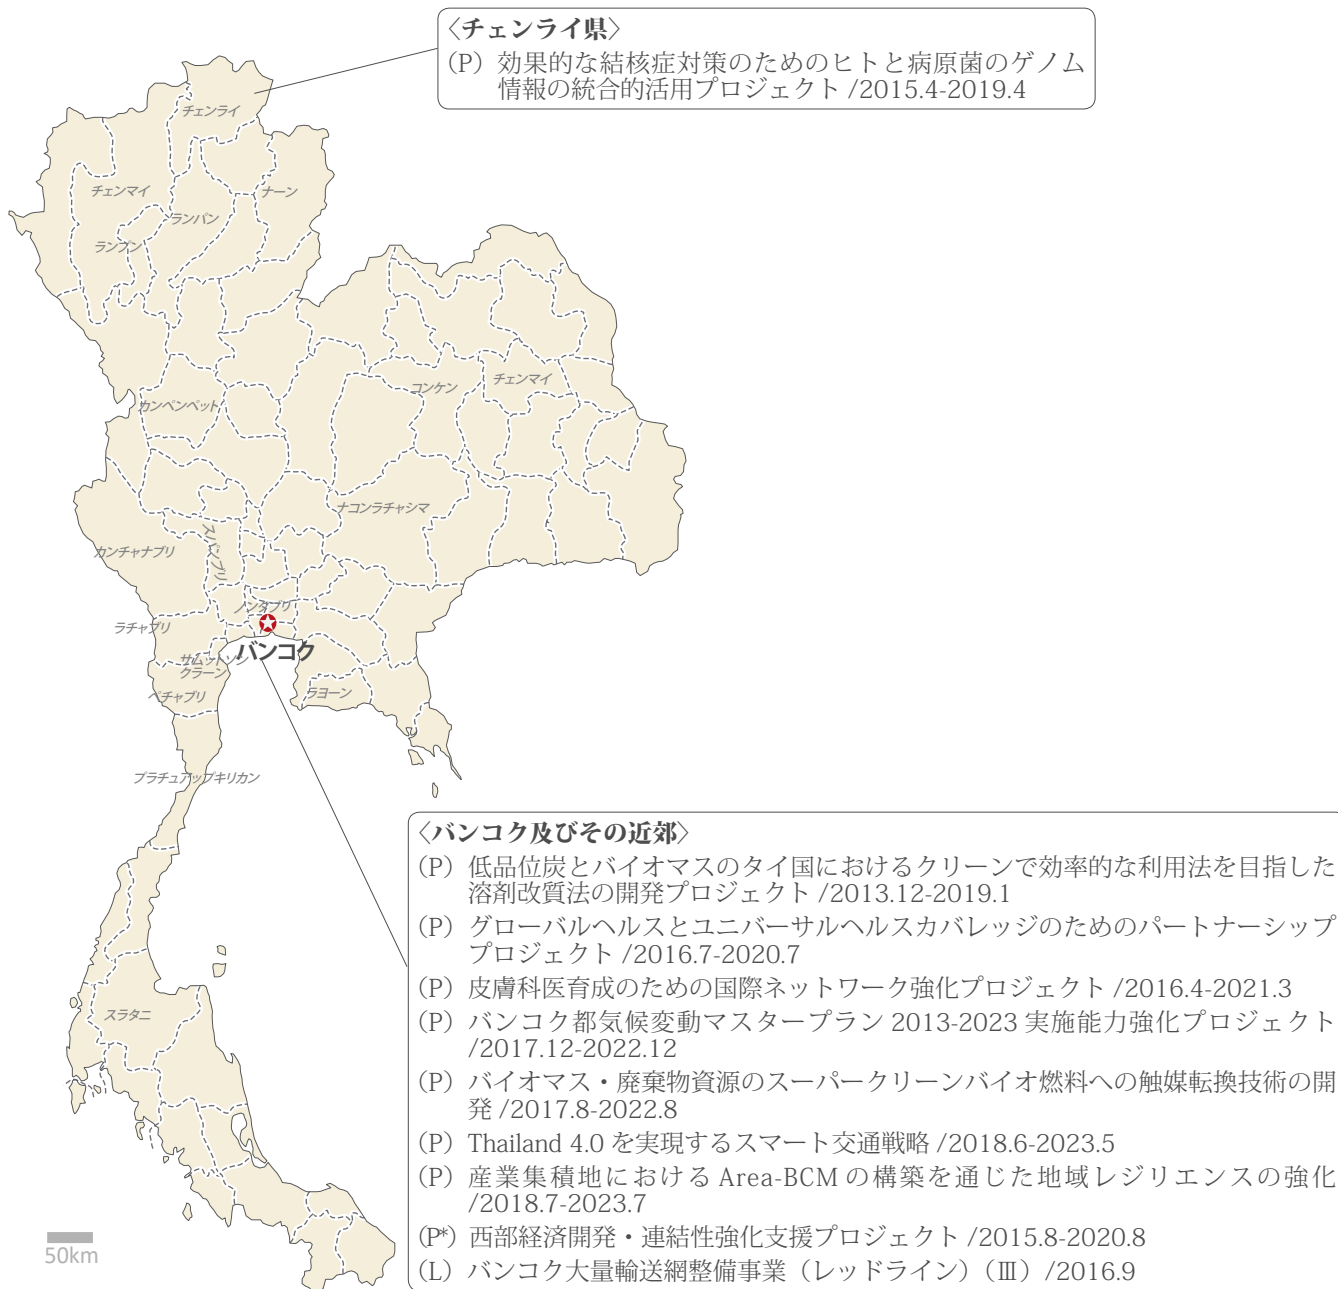 〈チェンライ県〉
(P) 効果的な結核症対策のためのヒトと病原菌のゲノム
情報の統合的活用プロジェクト /2015.4-2019.4
チェンライ
チェンマイ
ナーン
ランパン
ランプン
コンケン
チェンマイ
カンペンペット
ナコンラチャシマ
スパンブリ
カンチャナブリ
ノンタブリ
ラチャブリ
バンコク
サムットソン
クラーン
ペチャブリ
ラヨーン
プラチュアップキリカン
スラタニ
50km
〈バンコク及びその近郊〉
(P) 低品位炭とバイオマスのタイ国におけるクリーンで効率的な利用法を目指した
溶剤改質法の開発プロジェクト /2013.12-2019.1
(P) グローバルヘルスとユニバーサルヘルスカバレッジのためのパートナーシップ
プロジェクト /2016.7-2020.7
(P) 皮膚科医育成のための国際ネットワーク強化プロジェクト /2016.4-2021.3
(P) バンコク都気候変動マスタープラン 2013-2023 実施能力強化プロジェクト
/2017.12-2022.12
(P) バイオマス・廃棄物資源のスーパークリーンバイオ燃料への触媒転換技術の開
発 /2017.8-2022.8
(P) Thailand 4.0 を実現するスマート交通戦略 /2018.6-2023.5
(P) 産業集積地における Area-BCM の構築を通じた地域レジリエンスの強化
/2018.7-2023.7
(P*) 西部経済開発・連結性強化支援プロジェクト /2015.8-2020.8
(L) バンコク大量輸送網整備事業（レッドライン）（Ⅲ）/2016.9